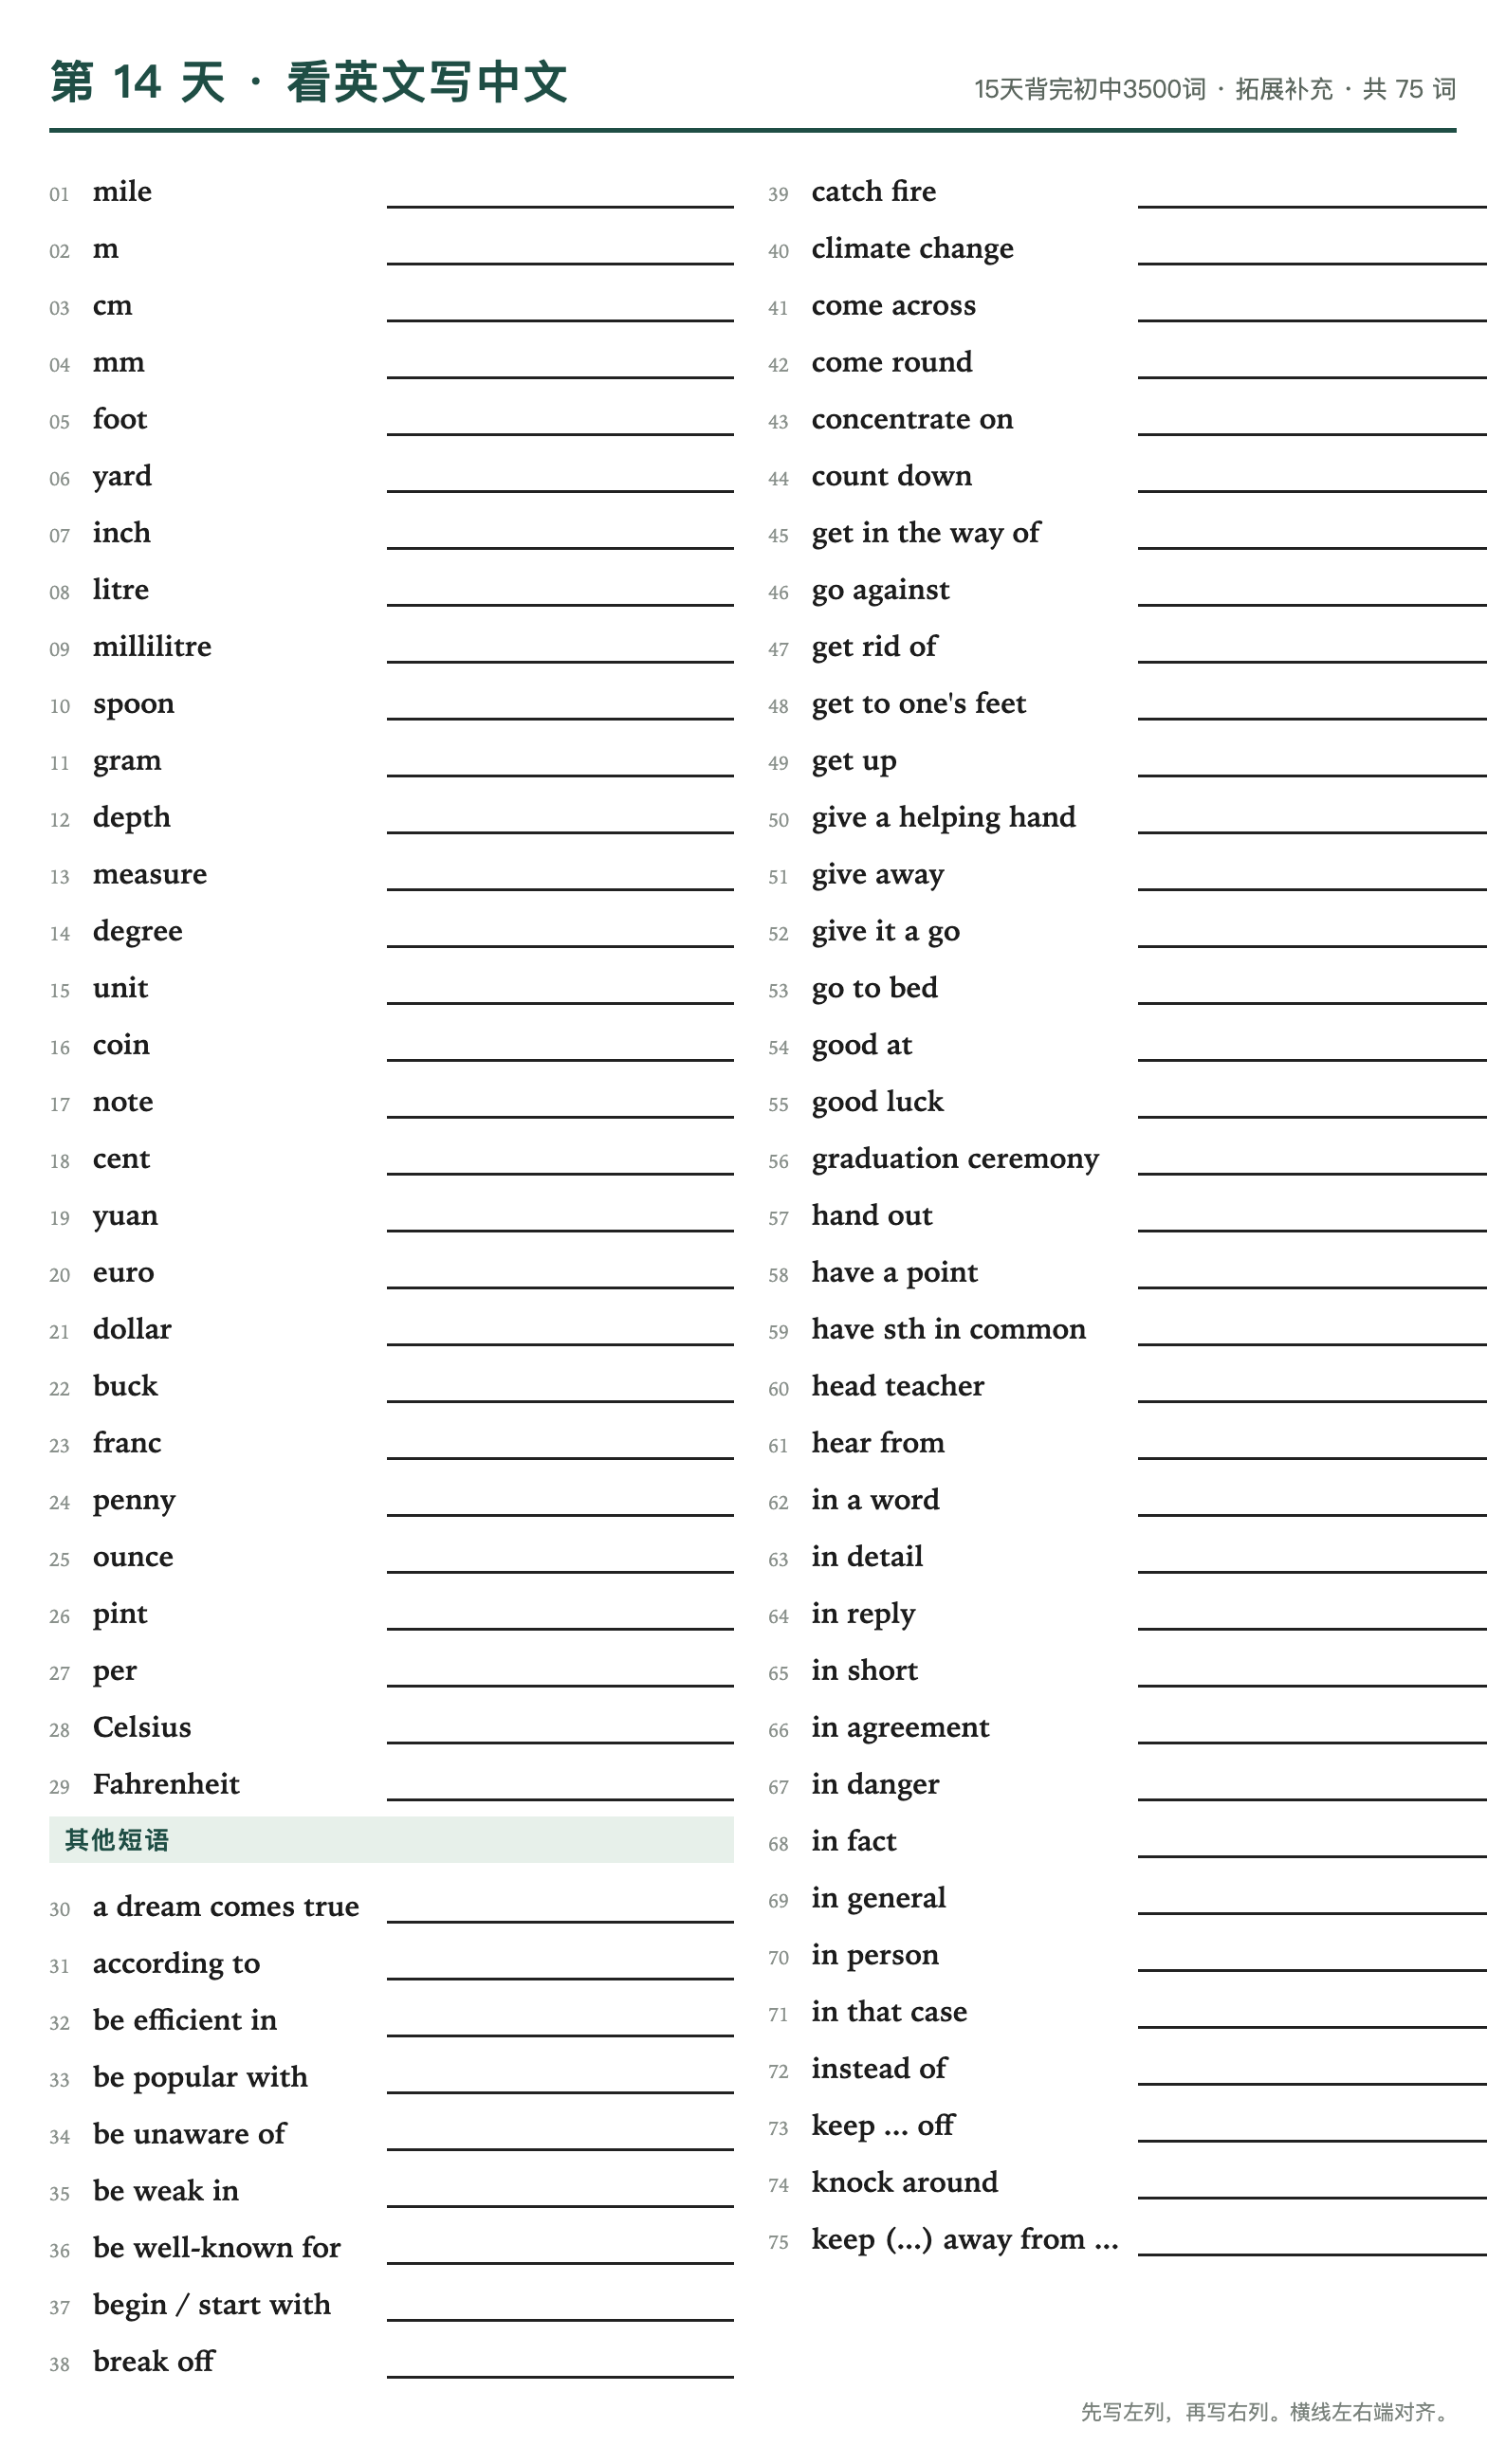 第 14 天 · 看英文写中文
15天背完初中3500词 · 拓展补充 · 共 75 词
01 mile
02 m
03 cm
04 mm
05 foot
06 yard
07 inch
08 litre
09 millilitre
10 spoon
11 gram
12 depth
13 measure
14 degree
15 unit
16 coin
17 note
18 cent
19 yuan
20 euro
21 dollar
22 buck
23 franc
24 penny
25 ounce
26 pint
27 per
28 Celsius
29 Fahrenheit
其他短语
30 a dream comes true
31 according to
32 be efficient in
33 be popular with
34 be unaware of
35 be weak in
36 be well-known for
37 begin / start with
38 break off
39 catch fire
40 climate change
41 come across
42 come round
43 concentrate on
44 count down
45 get in the way of
46 go against
47 get rid of
48 get to one's feet
49 get up
50 give a helping hand
51 give away
52 give it a go
53 go to bed
54 good at
55 good luck
56 graduation ceremony
57 hand out
58 have a point
59 have sth in common
60 head teacher
61 hear from
62 in a word
63 in detail
64 in reply
65 in short
66 in agreement
67 in danger
68 in fact
69 in general
70 in person
71 in that case
72 instead of
73 keep ... off
74 knock around
75 keep (...) away from ...
先写左列，再写右列。横线左右端对齐。